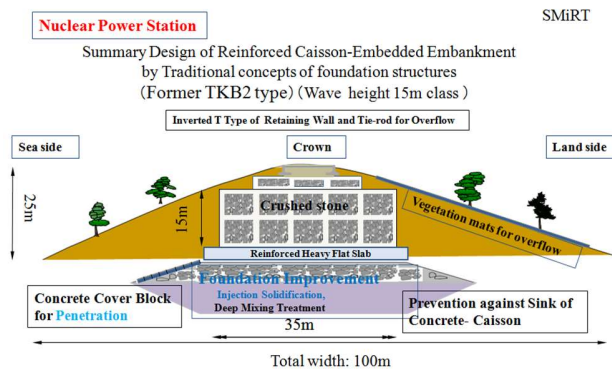 SMiRT
Nuclear Power Station
Summary Design of Reinforced Caisson-Embedded Embankment
by Traditional concepts of foundation structures
(Former TKB2 type) (Wave height 15m class )
Inverted T Type of Retaining Wall and Tie-rod for Overflow
Sea side
Crown
Land side
25m
15m
Crushed stone
Vegetation mats for overflow
Reinforced Heavy Flat Slab
Foundation Improvement
Injection Solidification,
Deep Mixing Treatment
Concrete Cover Block
for Penetration
Prevention against Sink of
Concrete- Caisson
35m
Total width: 100m